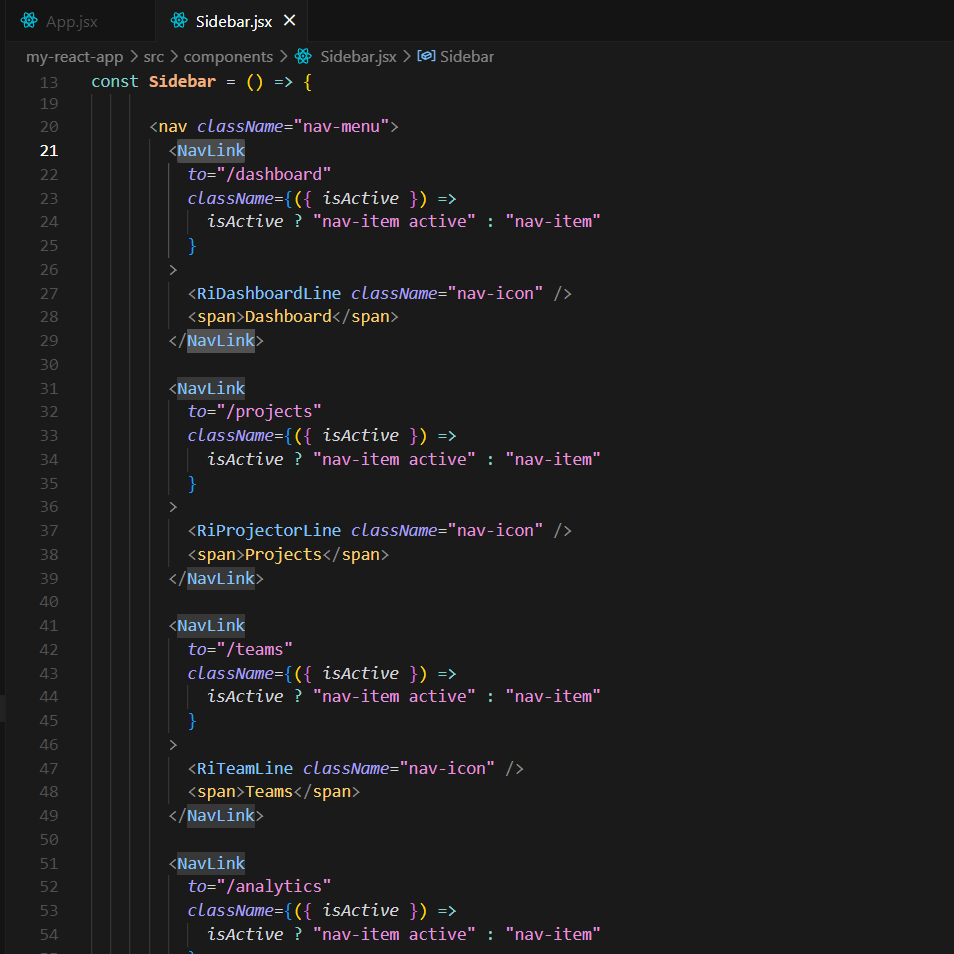 App.jsx Sidebar.jsx ×
my-react-app > src > components > Sidebar.jsx > Sidebar
13 const Sidebar = () => {
19
20 <nav className="nav-menu">
21 <NavLink
22 to="/dashboard"
23 className={({ isActive }) =>
24 isActive ? "nav-item active" : "nav-item"
25 }
26 >
27 <RiDashboardLine className="nav-icon" />
28 <span>Dashboard</span>
29 </NavLink>
30
31 <NavLink
32 to="/projects"
33 className={({ isActive }) =>
34 isActive ? "nav-item active" : "nav-item"
35 }
36 >
37 <RiProjectorLine className="nav-icon" />
38 <span>Projects</span>
39 </NavLink>
40
41 <NavLink
42 to="/teams"
43 className={({ isActive }) =>
44 isActive ? "nav-item active" : "nav-item"
45 }
46 >
47 <RiTeamLine className="nav-icon" />
48 <span>Teams</span>
49 </NavLink>
50
51 <NavLink
52 to="/analytics"
53 className={({ isActive }) =>
54 isActive ? "nav-item active" : "nav-item"